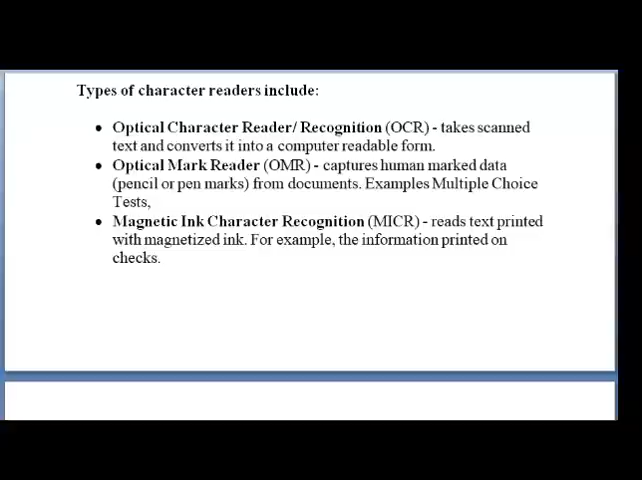 Types of character readers include:
• Optical Character Reader/ Recognition (OCR) - takes scanned
text and converts it into a computer readable form.
• Optical Mark Reader (OMR) - captures human marked data
(pencil or pen marks) from documents. Examples Multiple Choice
Tests,
• Magnetic Ink Character Recognition (MICR) - reads text printed
with magnetized ink. For example, the information printed on
checks.